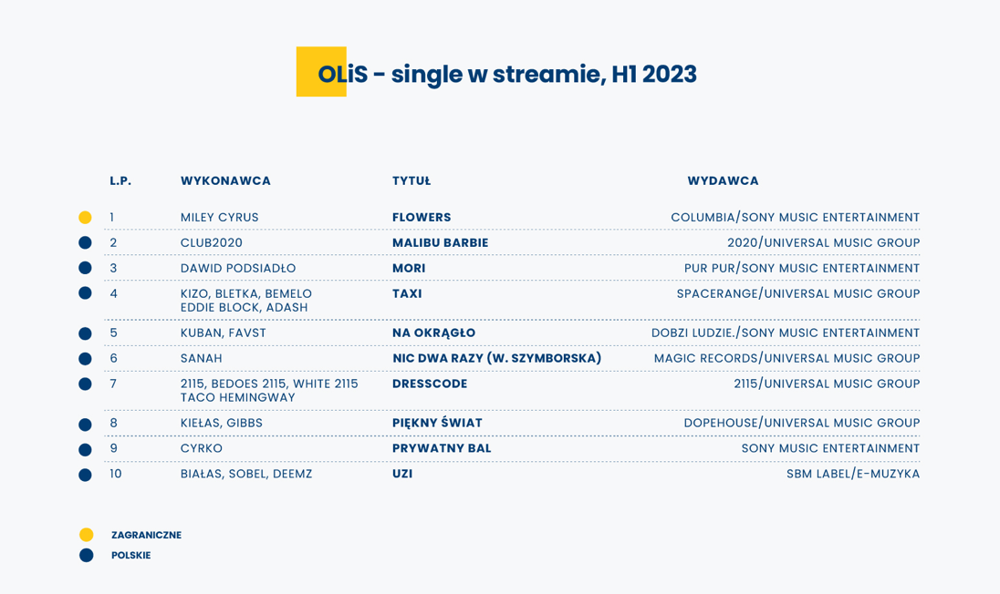 OLiS – single w streamie, H1 2023
L.P. WYKONAWCA TYTUŁ WYDAWCA
1 MILEY CYRUS FLOWERS COLUMBIA/SONY MUSIC ENTERTAINMENT
2 CLUB2020 MALIBU BARBIE 2020/UNIVERSAL MUSIC GROUP
3 DAWID PODSIADŁO MORI PUR PUR/SONY MUSIC ENTERTAINMENT
4 KIZO, BLETKA, BEMELO TAXI SPACERANGE/UNIVERSAL MUSIC GROUP
EDDIE BLOCK, ADASH
5 KUBAN, FAVST NA OKRĄGŁO DOBZI LUDZIE./SONY MUSIC ENTERTAINMENT
6 SANAH NIC DWA RAZY (W. SZYMBORSKA) MAGIC RECORDS/UNIVERSAL MUSIC GROUP
7 2115, BEDOES 2115, WHITE 2115 DRESSCODE 2115/UNIVERSAL MUSIC GROUP
TACO HEMINGWAY
8 KIEŁAS, GIBBS PIĘKNY ŚWIAT DOPEHOUSE/UNIVERSAL MUSIC GROUP
9 CYRKO PRYWATNY BAL SONY MUSIC ENTERTAINMENT
10 BIAŁAS, SOBEL, DEEMZ UZI SBM LABEL/E-MUZYKA
ZAGRANICZNE
POLSKIE